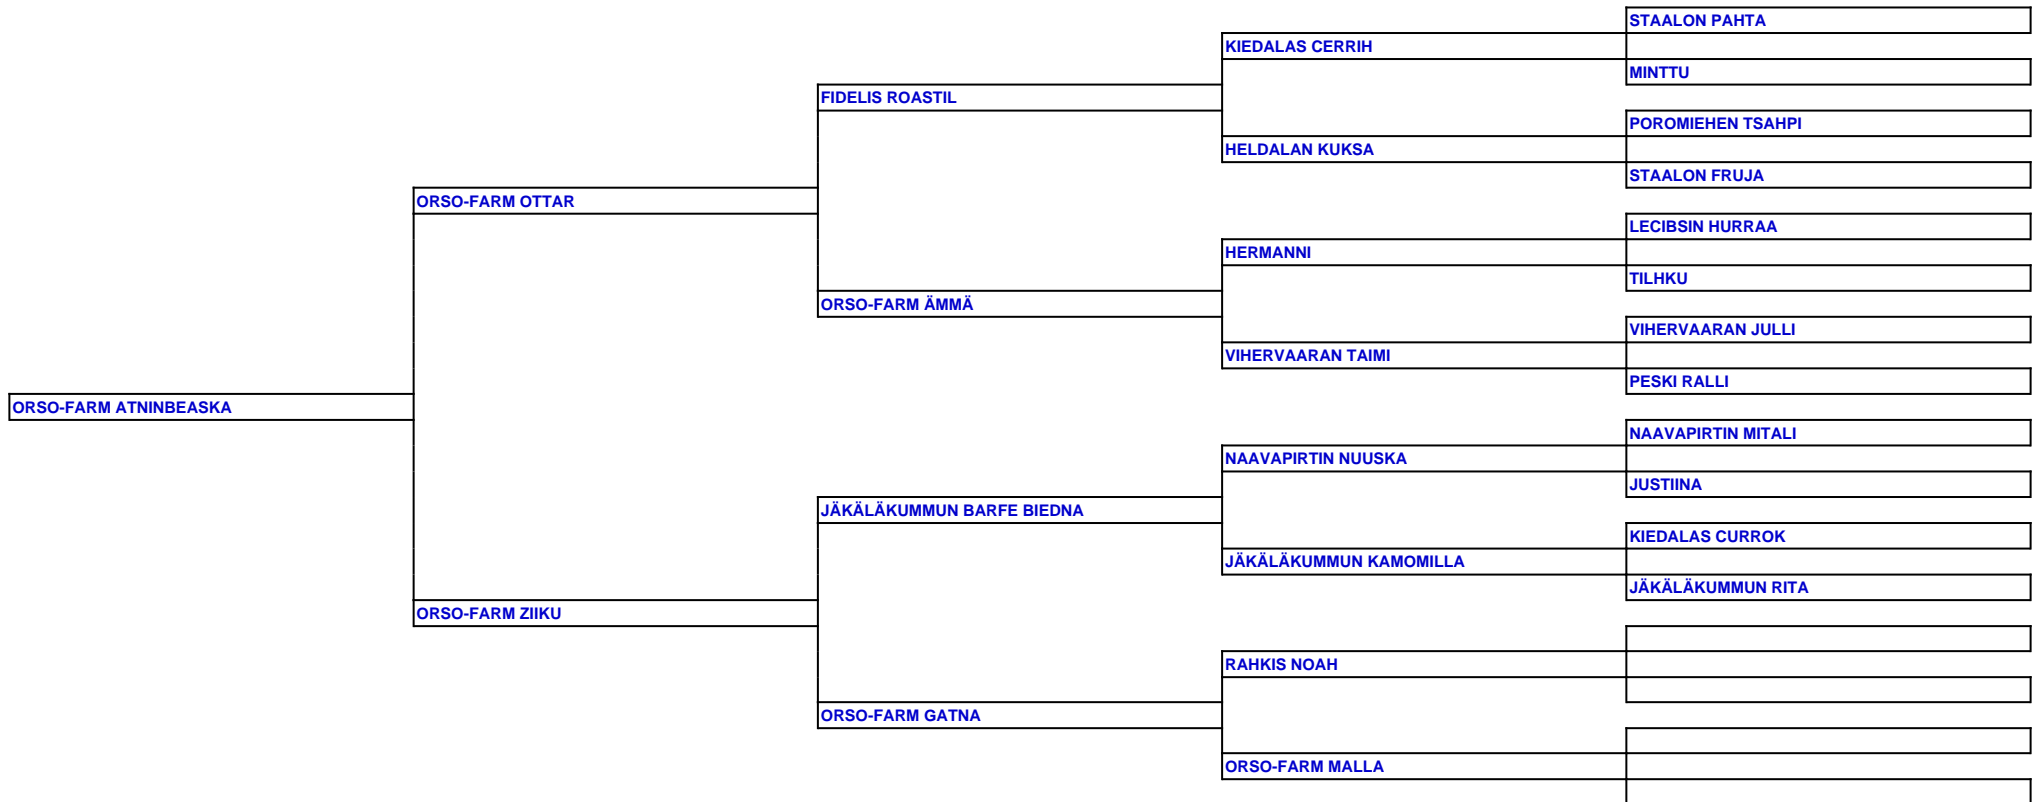 STAALON PAHTA
KIEDALAS CERRIH
MINTTU
FIDELIS ROASTIL
POROMIEHEN TSAHPI
HELDALAN KUKSA
STAALON FRUJA
ORSO-FARM OTTAR
LECIBSIN HURRAA
HERMANNI
TILHKU
ORSO-FARM ÄMMÄ
VIHERVAARAN JULLI
VIHERVAARAN TAIMI
PESKI RALLI
ORSO-FARM ATNINBEASKA
NAAVAPIRTIN MITALI
NAAVAPIRTIN NUUSKA
JUSTIINA
JÄKÄLÄKUMMUN BARFE BIEDNA
KIEDALAS CURROK
JÄKÄLÄKUMMUN KAMOMILLA
JÄKÄLÄKUMMUN RITA
ORSO-FARM ZIIKU
RAHKIS NOAH
ORSO-FARM GATNA
ORSO-FARM MALLA